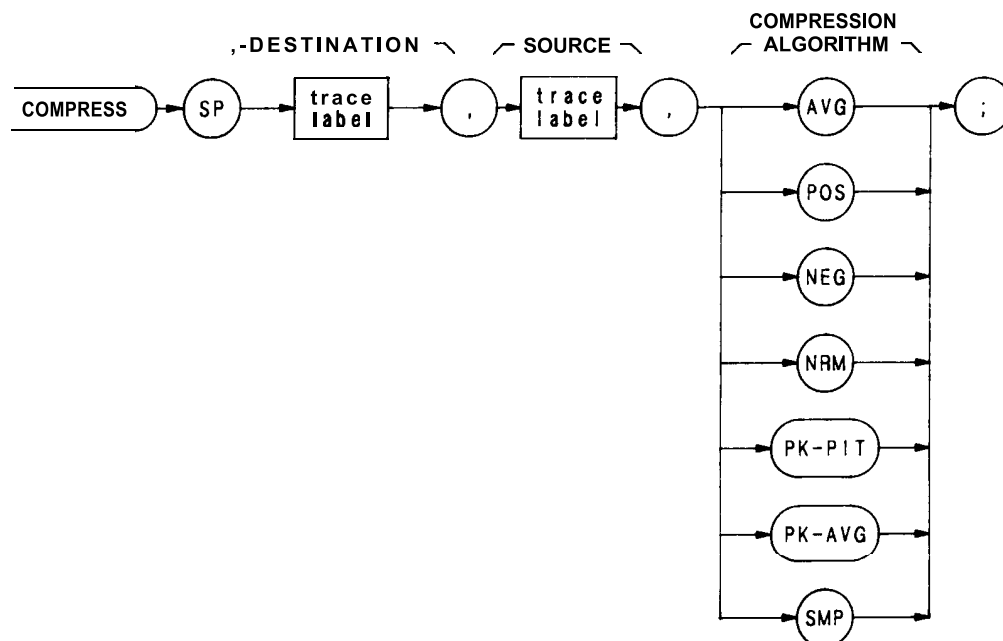 COMPRESSION
,-DESTINATION SOURCE ALGORITHM
COMPRESS SP trace label , trace label , AVG ;
POS
NEG
NRM
PK-PIT
PK-AVG
SMP